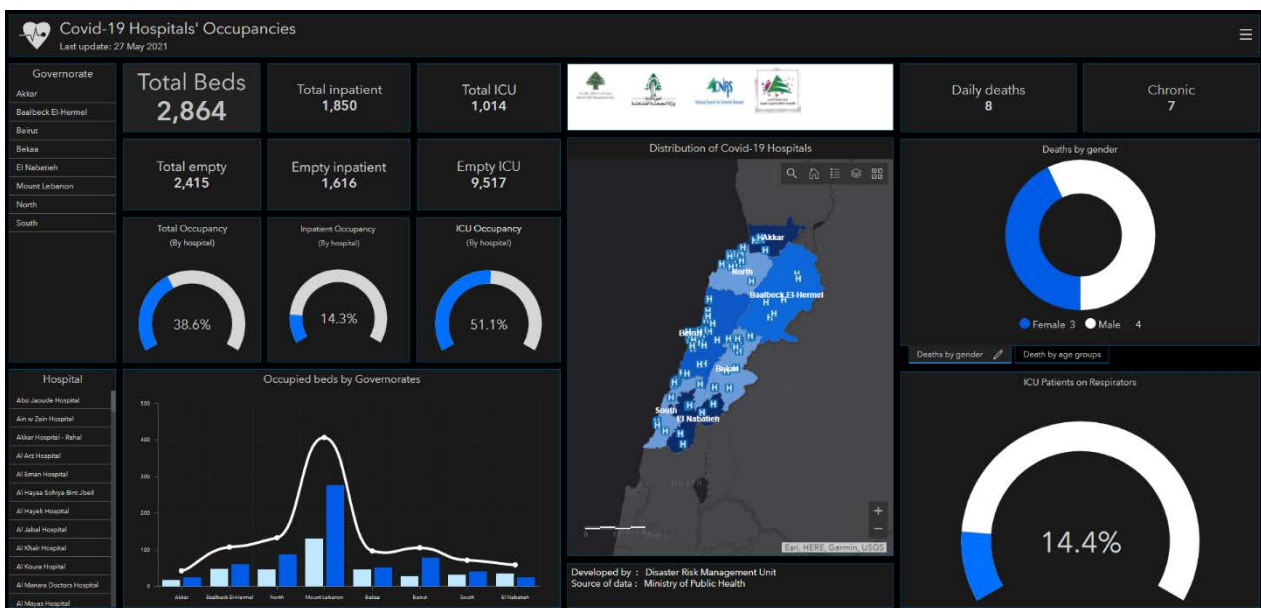 Covid-19 Hospitals' Occupancies
Last update: 27 May 2021
Governorate
Akkar
Baalbeck El-Hermel
Beirut
Bekaa
El Nabatieh
Mount Lebanon
North
South
Total Beds
2,864
Total inpatient
1,850
Total ICU
1,014
Total empty
2,415
Empty inpatient
1,616
Empty ICU
9,517
Total Occupancy
(By hospital)
38.6%
Inpatient Occupancy
(By hospital)
14.3%
ICU Occupancy
(By hospital)
51.1%
Hospital
Abo Jaoude Hospital
Ain w Zain Hospital
Akkar Hospital - Rahal
Al Arz Hospital
Al Eman Hospital
Al Hayaa Sohiya Bint Jbeil
Al Hayek Hospital
Al Jabal Hospital
Al Khair Hospital
Al Koura Hospital
Al Manara Doctors Hospital
Al Mayas Hospital
Occupied beds by Governorates
500
400
300
200
100
0
Akkar Baalbeck El-Hermel North Mount Lebanon Bekaa Beirut South El Nabatieh
CNRS
Distribution of Covid-19 Hospitals
Akkar
North
Baalbeck El-Hermel
South
El Nabatieh
Esri, HERE, Garmin, USGS
Developed by : Disaster Risk Management Unit
Source of data : Ministry of Public Health
Daily deaths
8
Chronic
7
Deaths by gender
Female 3 Male 4
Deaths by gender Death by age groups
ICU Patients on Respirators
14.4%